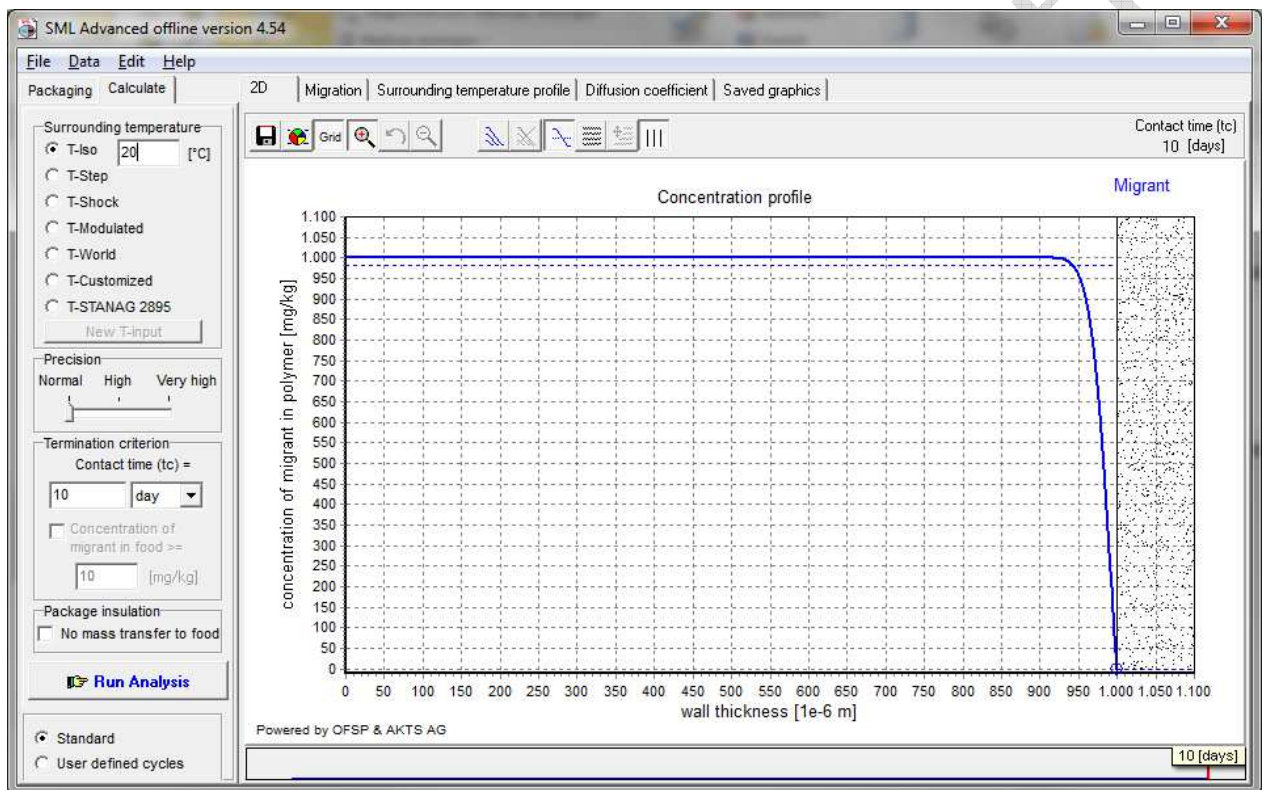 SML Advanced offline version 4.54
File Data Edit Help
Packaging Calculate
2D Migration Surrounding temperature profile Diffusion coefficient Saved graphics
Surrounding temperature
T-Iso 20 [°C]
T-Step
T-Shock
T-Modulated
T-World
T-Customized
T-STANAG 2895
New T-input
Precision
Normal High Very high
Termination criterion
Contact time (tc) =
10 day
Concentration of
migrant in food >=
10 [mg/kg]
Package insulation
No mass transfer to food
Run Analysis
Standard
User defined cycles
Grid
Contact time (tc)
10 [days]
Concentration profile
Migrant
concentration of migrant in polymer [mg/kg]
1.100
1.050
1.000
950
900
850
800
750
700
650
600
550
500
450
400
350
300
250
200
150
100
50
0
0 50 100 150 200 250 300 350 400 450 500 550 600 650 700 750 800 850 900 950 1.000 1.050 1.100
wall thickness [1e-6 m]
Powered by OFSP & AKTS AG
10 [days]